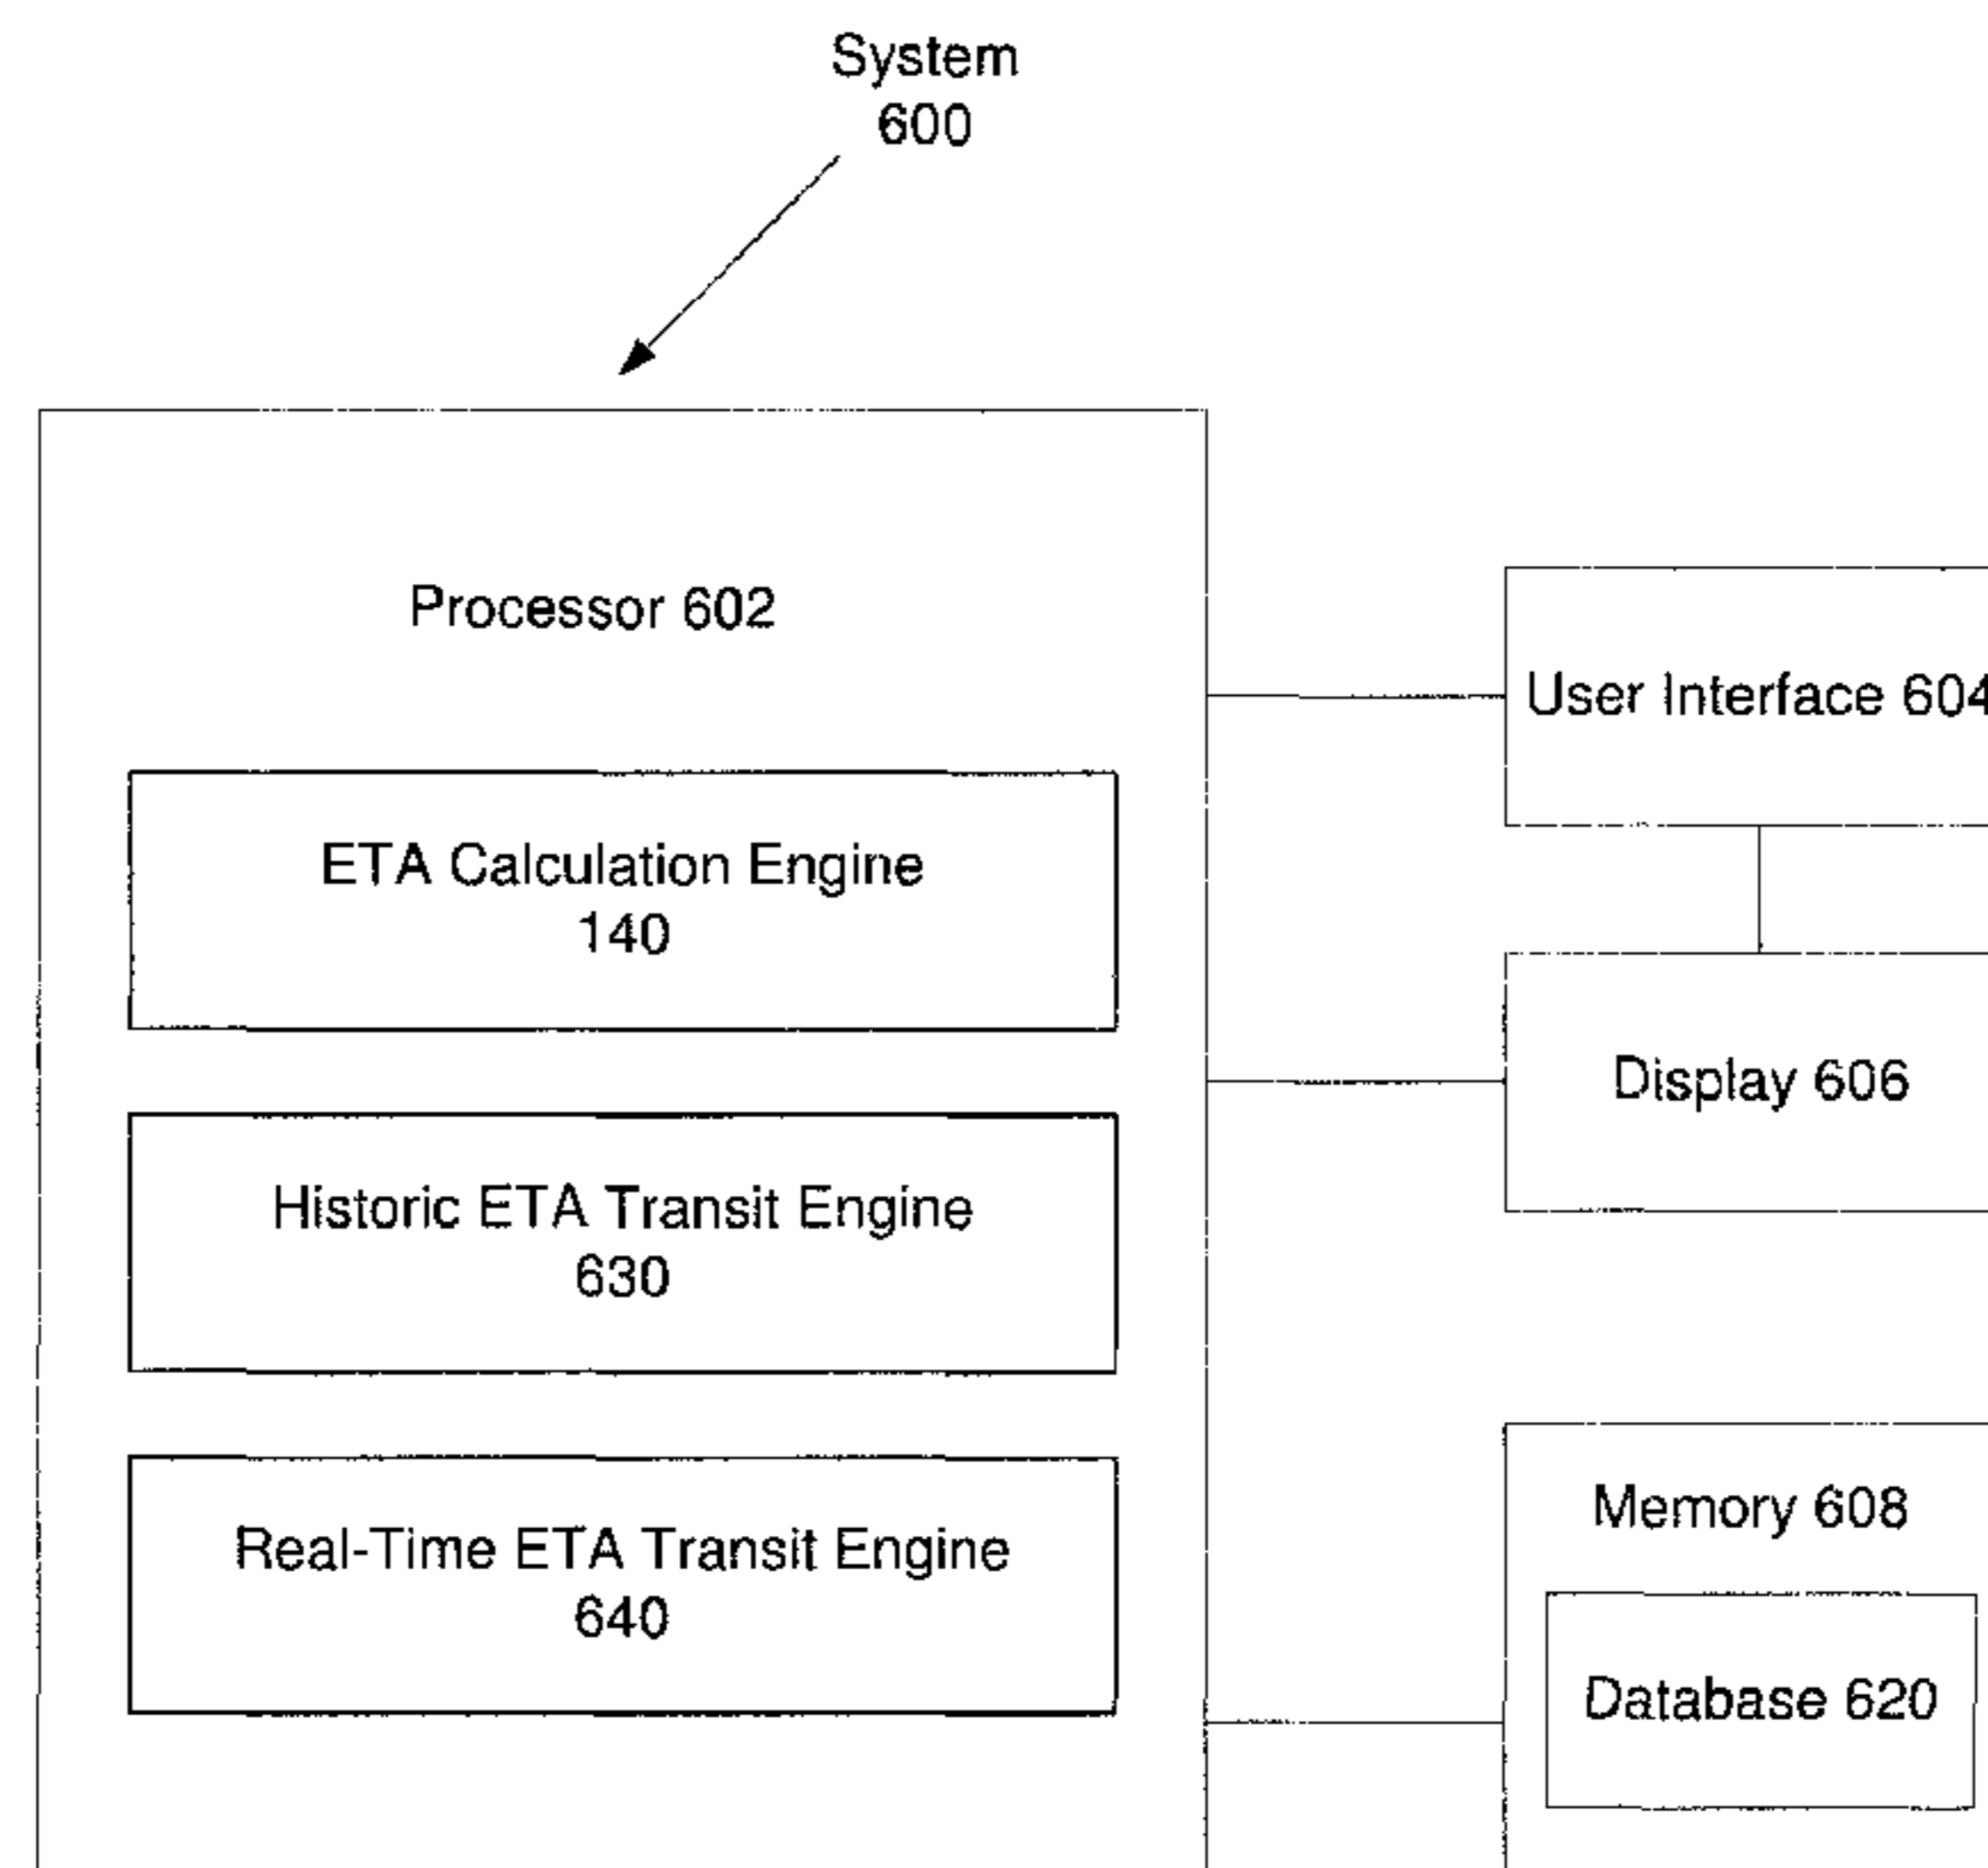 System
600
Processor 602
ETA Calculation Engine
140
Historic ETA Transit Engine
630
Real-Time ETA Transit Engine
640
User Interface 604
Display 606
Memory 608
Database 620